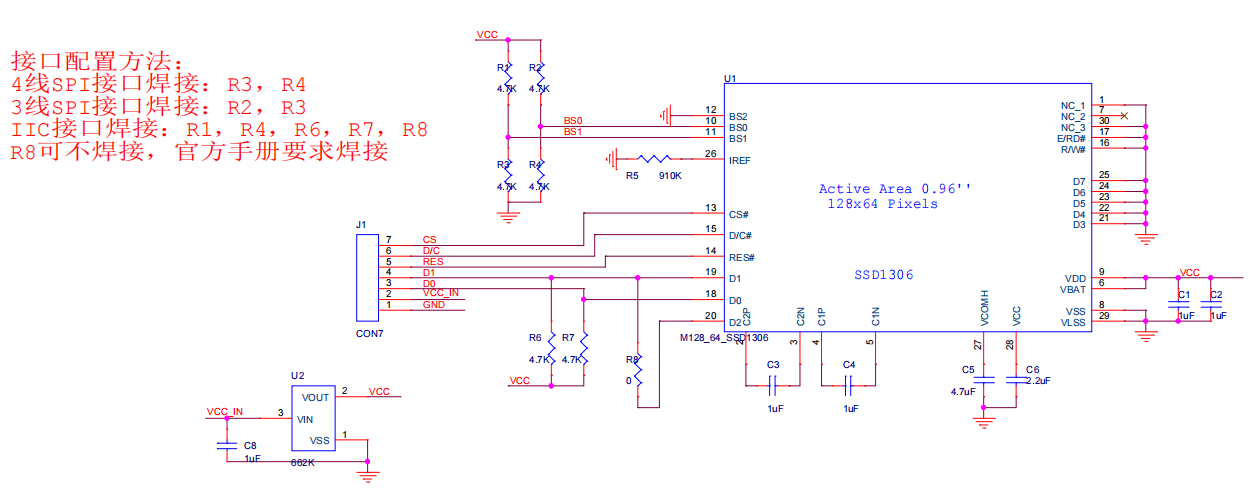 接口配置方法：
4线SPI接口焊接：R3，R4
3线SPI接口焊接：R2，R3
IIC接口焊接：R1，R4，R6，R7，R8
R8可不焊接，官方手册要求焊接
VCC
R1
4.7K
R2
4.7K
R3
4.7K
R4
4.7K
BS0
BS1
R5
910K
U1
12
BS2
10
BS0
11
BS1
26
IREF
13
CS#
15
D/C#
14
RES#
19
D1
18
D0
20
D2
Active Area 0.96''
128x64 Pixels
SSD1306
NC_1
1
NC_2
7
NC_3
30
E/RD#
17
R/W#
16
D7
25
D6
24
D5
23
D4
22
D3
21
VDD
9
VBAT
6
VSS
8
VLSS
29
VCC
C1
1uF
C2
1uF
J1
7
CS
6
D/C
5
RES
4
D1
3
D0
2
VCC_IN
1
GND
CON7
R6
4.7K
R7
4.7K
VCC
R8
0
M128_64_SSD1306
C2P
2
C2N
3
C1P
4
C1N
5
VCOMH
27
VCC
28
C3
1uF
C4
1uF
C5
4.7uF
C6
2.2uF
U2
VOUT
2
VCC
VCC_IN
3
VIN
VSS
1
C8
1uF
662K